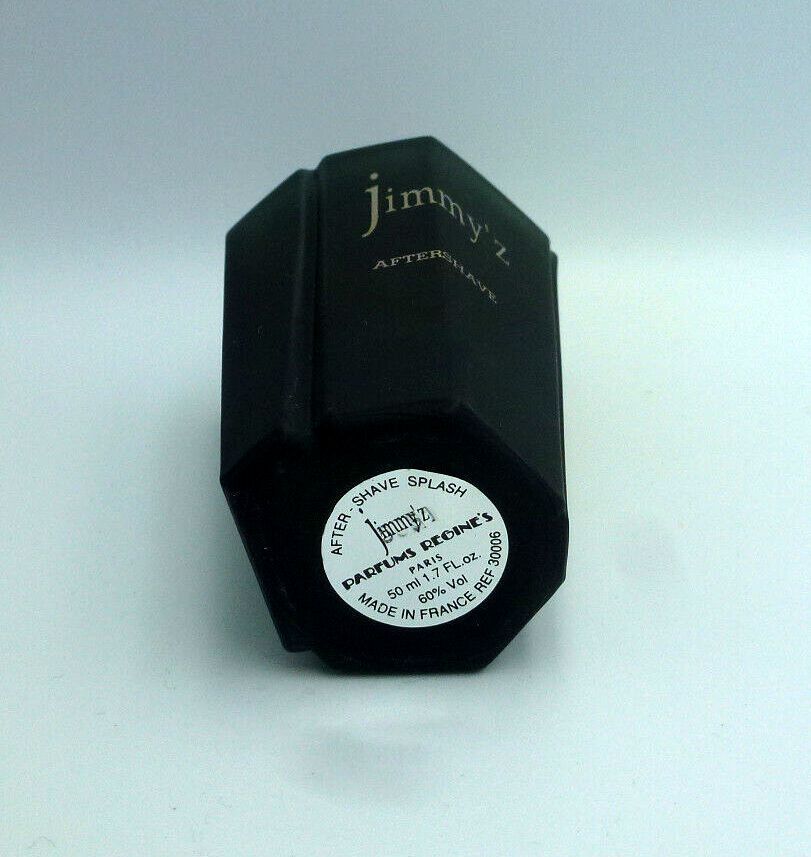 jimmy'z
AFTERSHAVE
AFTER-SHAVE SPLASH
jimmy'z
PARFUMS REGINE'S
PARIS
50 ml 1.7 FL.oz.
60% Vol
MADE IN FRANCE REF 30006